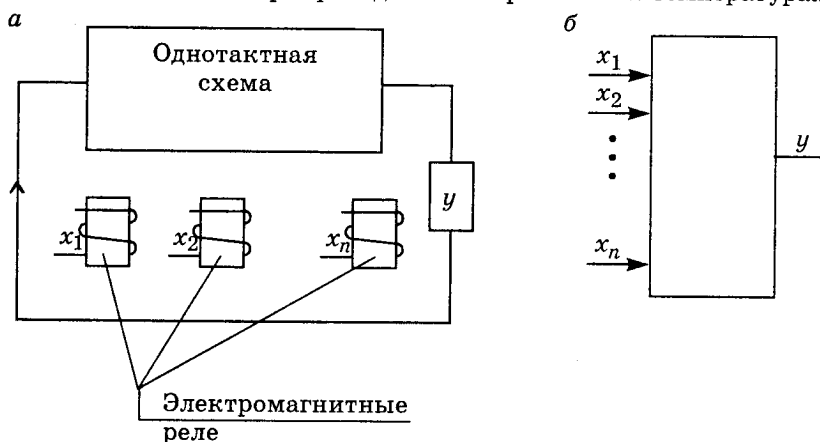 а
Однотактная
схема
y
x₁
x₂
xₙ
Электромагнитные
реле
б
x₁
x₂
xₙ
y